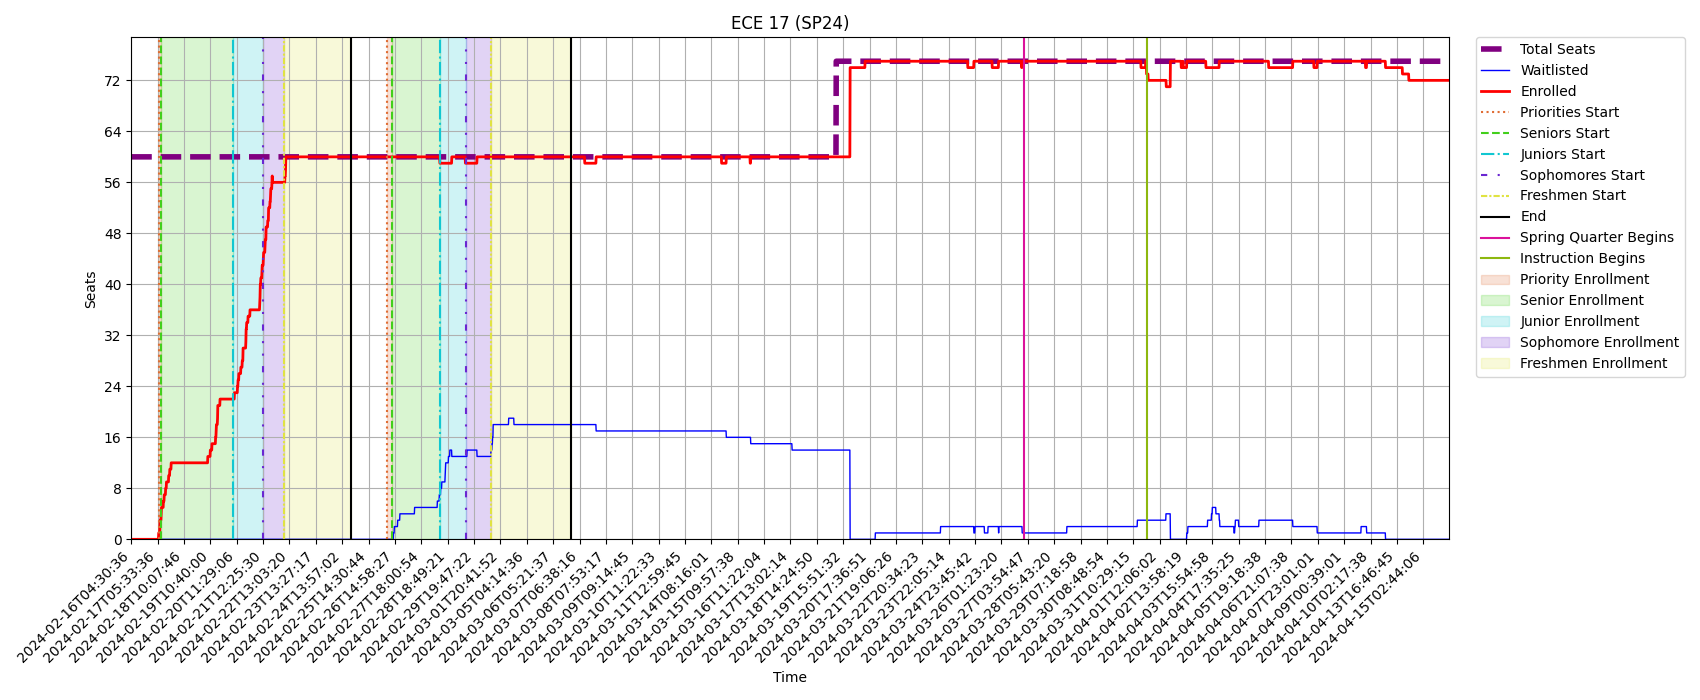 ECE 17 (SP24)
Seats
72
64
56
48
40
32
24
16
8
0
2024-02-16T04:30:36
2024-02-17T05:33:36
2024-02-18T10:07:46
2024-02-19T10:40:00
2024-02-20T11:29:06
2024-02-21T12:25:30
2024-02-22T13:03:20
2024-02-23T13:27:17
2024-02-24T13:57:02
2024-02-25T14:30:44
2024-02-26T14:58:27
2024-02-27T18:00:54
2024-02-28T18:49:21
2024-02-29T19:47:22
2024-03-01T20:41:52
2024-03-05T04:14:36
2024-03-06T05:21:37
2024-03-07T06:38:16
2024-03-08T07:53:17
2024-03-09T09:14:45
2024-03-10T11:22:33
2024-03-11T12:59:45
2024-03-14T08:16:01
2024-03-15T09:57:38
2024-03-16T11:22:04
2024-03-17T13:02:14
2024-03-18T14:24:50
2024-03-19T15:51:32
2024-03-20T17:36:51
2024-03-21T19:06:26
2024-03-22T20:34:23
2024-03-23T22:05:14
2024-03-24T23:45:42
2024-03-26T01:23:20
2024-03-27T03:54:47
2024-03-28T05:43:20
2024-03-29T07:18:58
2024-03-30T08:48:54
2024-03-31T10:29:15
2024-04-01T12:06:02
2024-04-02T13:58:19
2024-04-03T15:54:58
2024-04-04T17:35:25
2024-04-05T19:18:38
2024-04-06T21:07:38
2024-04-07T23:01:01
2024-04-09T00:39:01
2024-04-10T02:17:38
2024-04-13T16:46:45
2024-04-15T02:44:06
Time
Total Seats
Waitlisted
Enrolled
Priorities Start
Seniors Start
Juniors Start
Sophomores Start
Freshmen Start
End
Spring Quarter Begins
Instruction Begins
Priority Enrollment
Senior Enrollment
Junior Enrollment
Sophomore Enrollment
Freshmen Enrollment